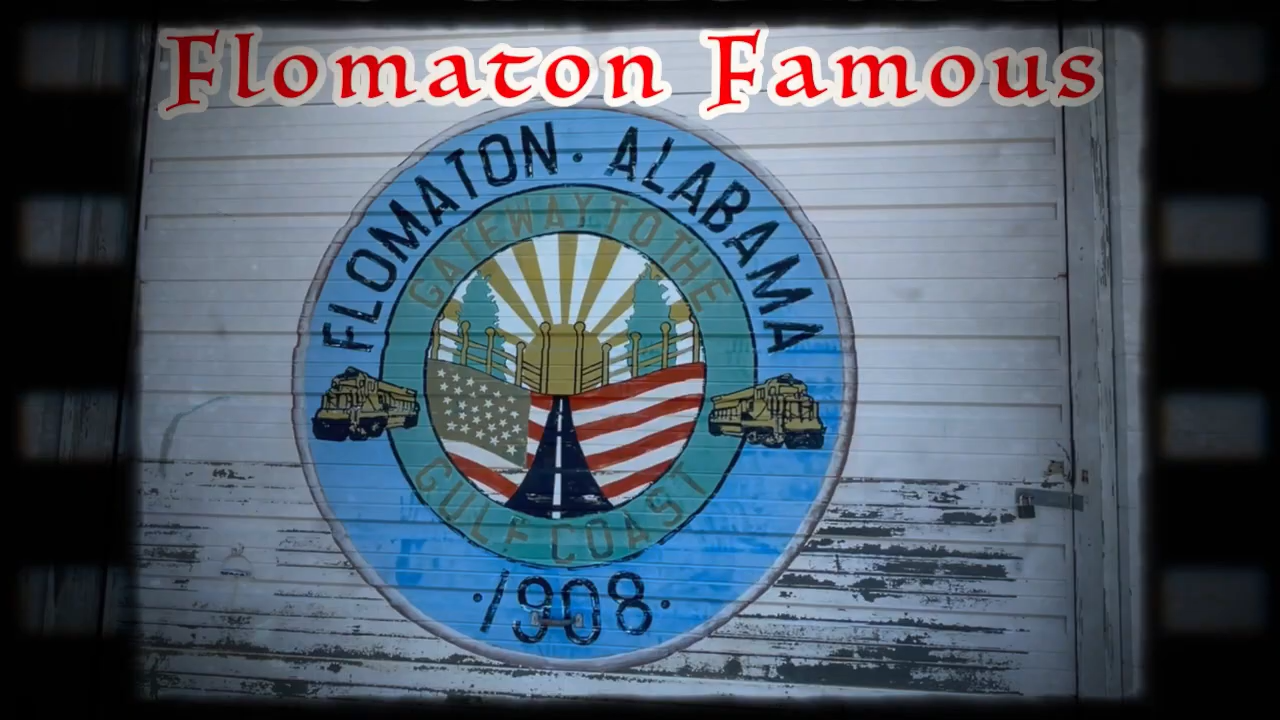 Flomaton Famous
FLOMATON · ALABAMA
GATEWAY TO THE
GULF COAST
· 1908 ·